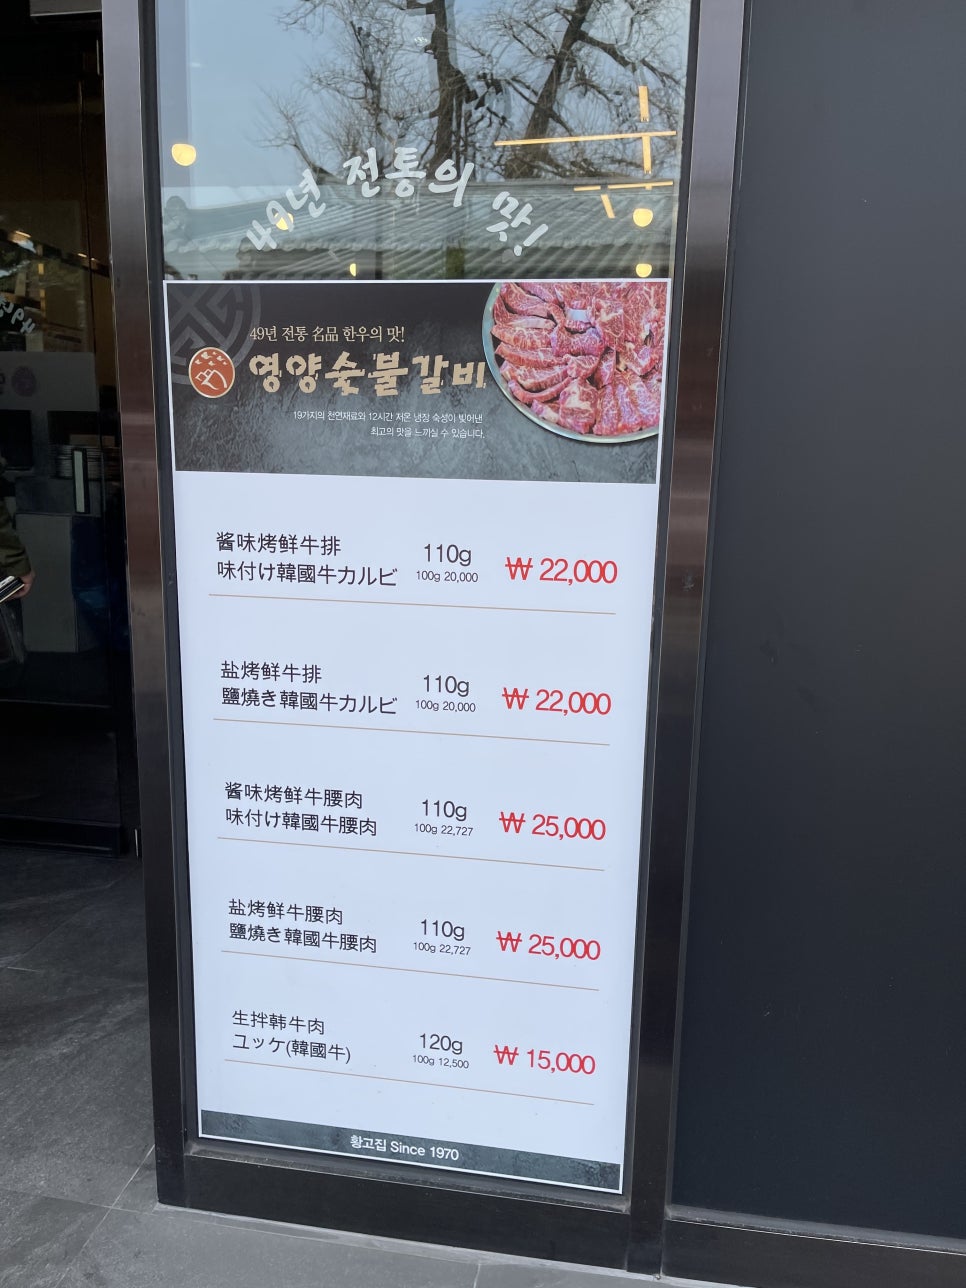 49년 전통의 맛!
49년 전통 名品 한우의 맛!
영양숯불갈비
19가지의 천연재료와 12시간 저온 냉장 숙성이 빚어낸
최고의 맛을 느끼실 수 있습니다.
酱味烤鲜牛排
味付け韓國牛カルビ
110g
100g 20,000
₩ 22,000
盐烤鲜牛排
鹽燒き韓國牛カルビ
110g
100g 20,000
₩ 22,000
酱味烤鲜牛腰肉
味付け韓國牛腰肉
110g
100g 22,727
₩ 25,000
盐烤鲜牛腰肉
鹽燒き韓國牛腰肉
110g
100g 22,727
₩ 25,000
生拌韩牛肉
ユッケ(韓國牛)
120g
100g 12,500
₩ 15,000
황고집 Since 1970